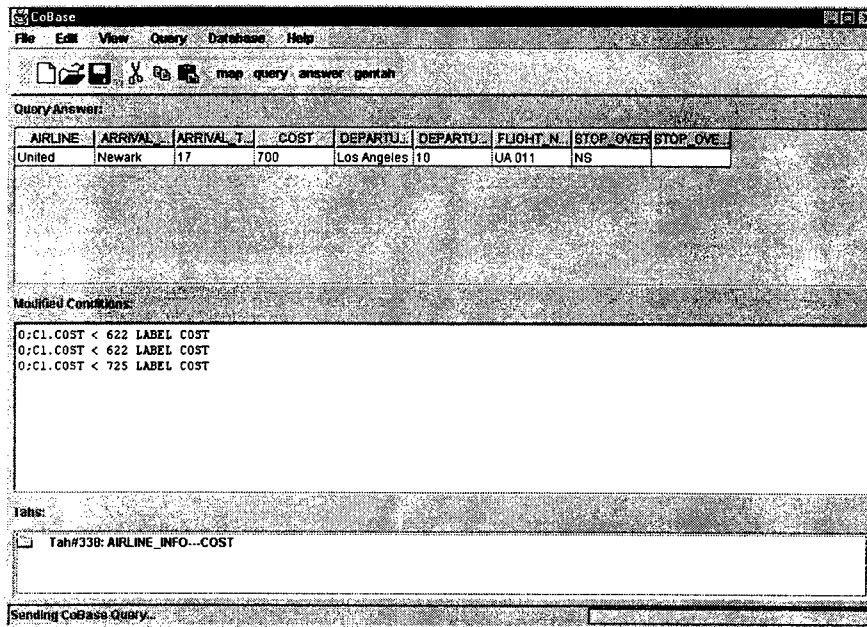 CoBase
File Edit View Query Database Help
map query answer gentah
Query Answer:
AIRLINE ARRIVAL_... ARRIVAL_T... COST DEPARTU... DEPARTU... FLIGHT_N... STOP_OVER STOP_OVE...
United Newark 17 700 Los Angeles 10 UA 011 NS
Modified Conditions:
0;C1.COST < 622 LABEL COST
0;C1.COST < 622 LABEL COST
0;C1.COST < 725 LABEL COST
Tahs:
Tah#338: AIRLINE_INFO---COST
Sending CoBase Query...